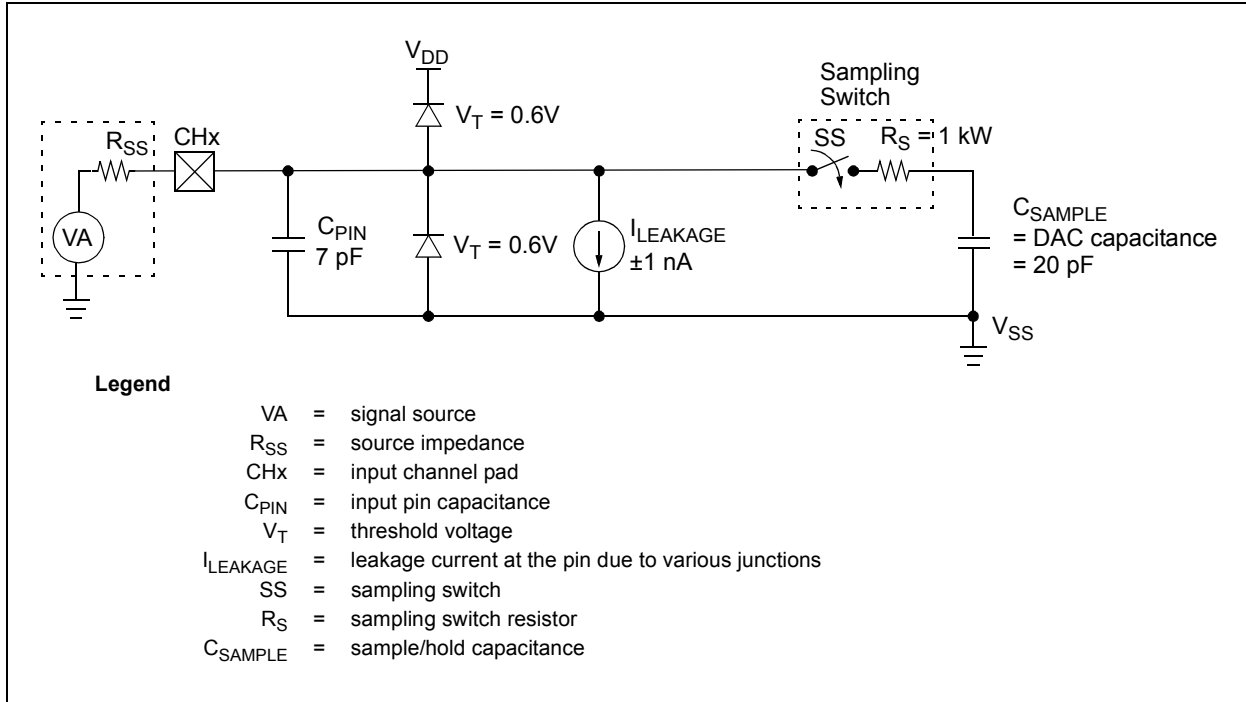 V_DD
V_T = 0.6V
Sampling
Switch
R_SS
CHx
SS
R_S = 1 kW
VA
C_PIN
7 pF
V_T = 0.6V
I_LEAKAGE
±1 nA
C_SAMPLE
= DAC capacitance
= 20 pF
V_SS
Legend
VA = signal source
R_SS = source impedance
CHx = input channel pad
C_PIN = input pin capacitance
V_T = threshold voltage
I_LEAKAGE = leakage current at the pin due to various junctions
SS = sampling switch
R_S = sampling switch resistor
C_SAMPLE = sample/hold capacitance